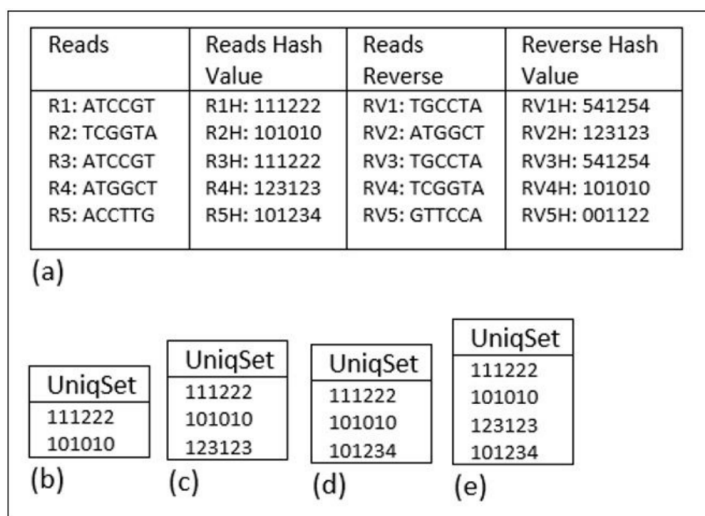 Reads Reads Hash Reads Reverse Hash
Value Reverse Value
R1: ATCCGT R1H: 111222 RV1: TGCCTA RV1H: 541254
R2: TCGGTA R2H: 101010 RV2: ATGGCT RV2H: 123123
R3: ATCCGT R3H: 111222 RV3: TGCCTA RV3H: 541254
R4: ATGGCT R4H: 123123 RV4: TCGGTA RV4H: 101010
R5: ACCTTG R5H: 101234 RV5: GTTCCA RV5H: 001122
(a)
UniqSet
111222
101010
(b)
UniqSet
111222
101010
123123
(c)
UniqSet
111222
101010
101234
(d)
UniqSet
111222
101010
123123
101234
(e)